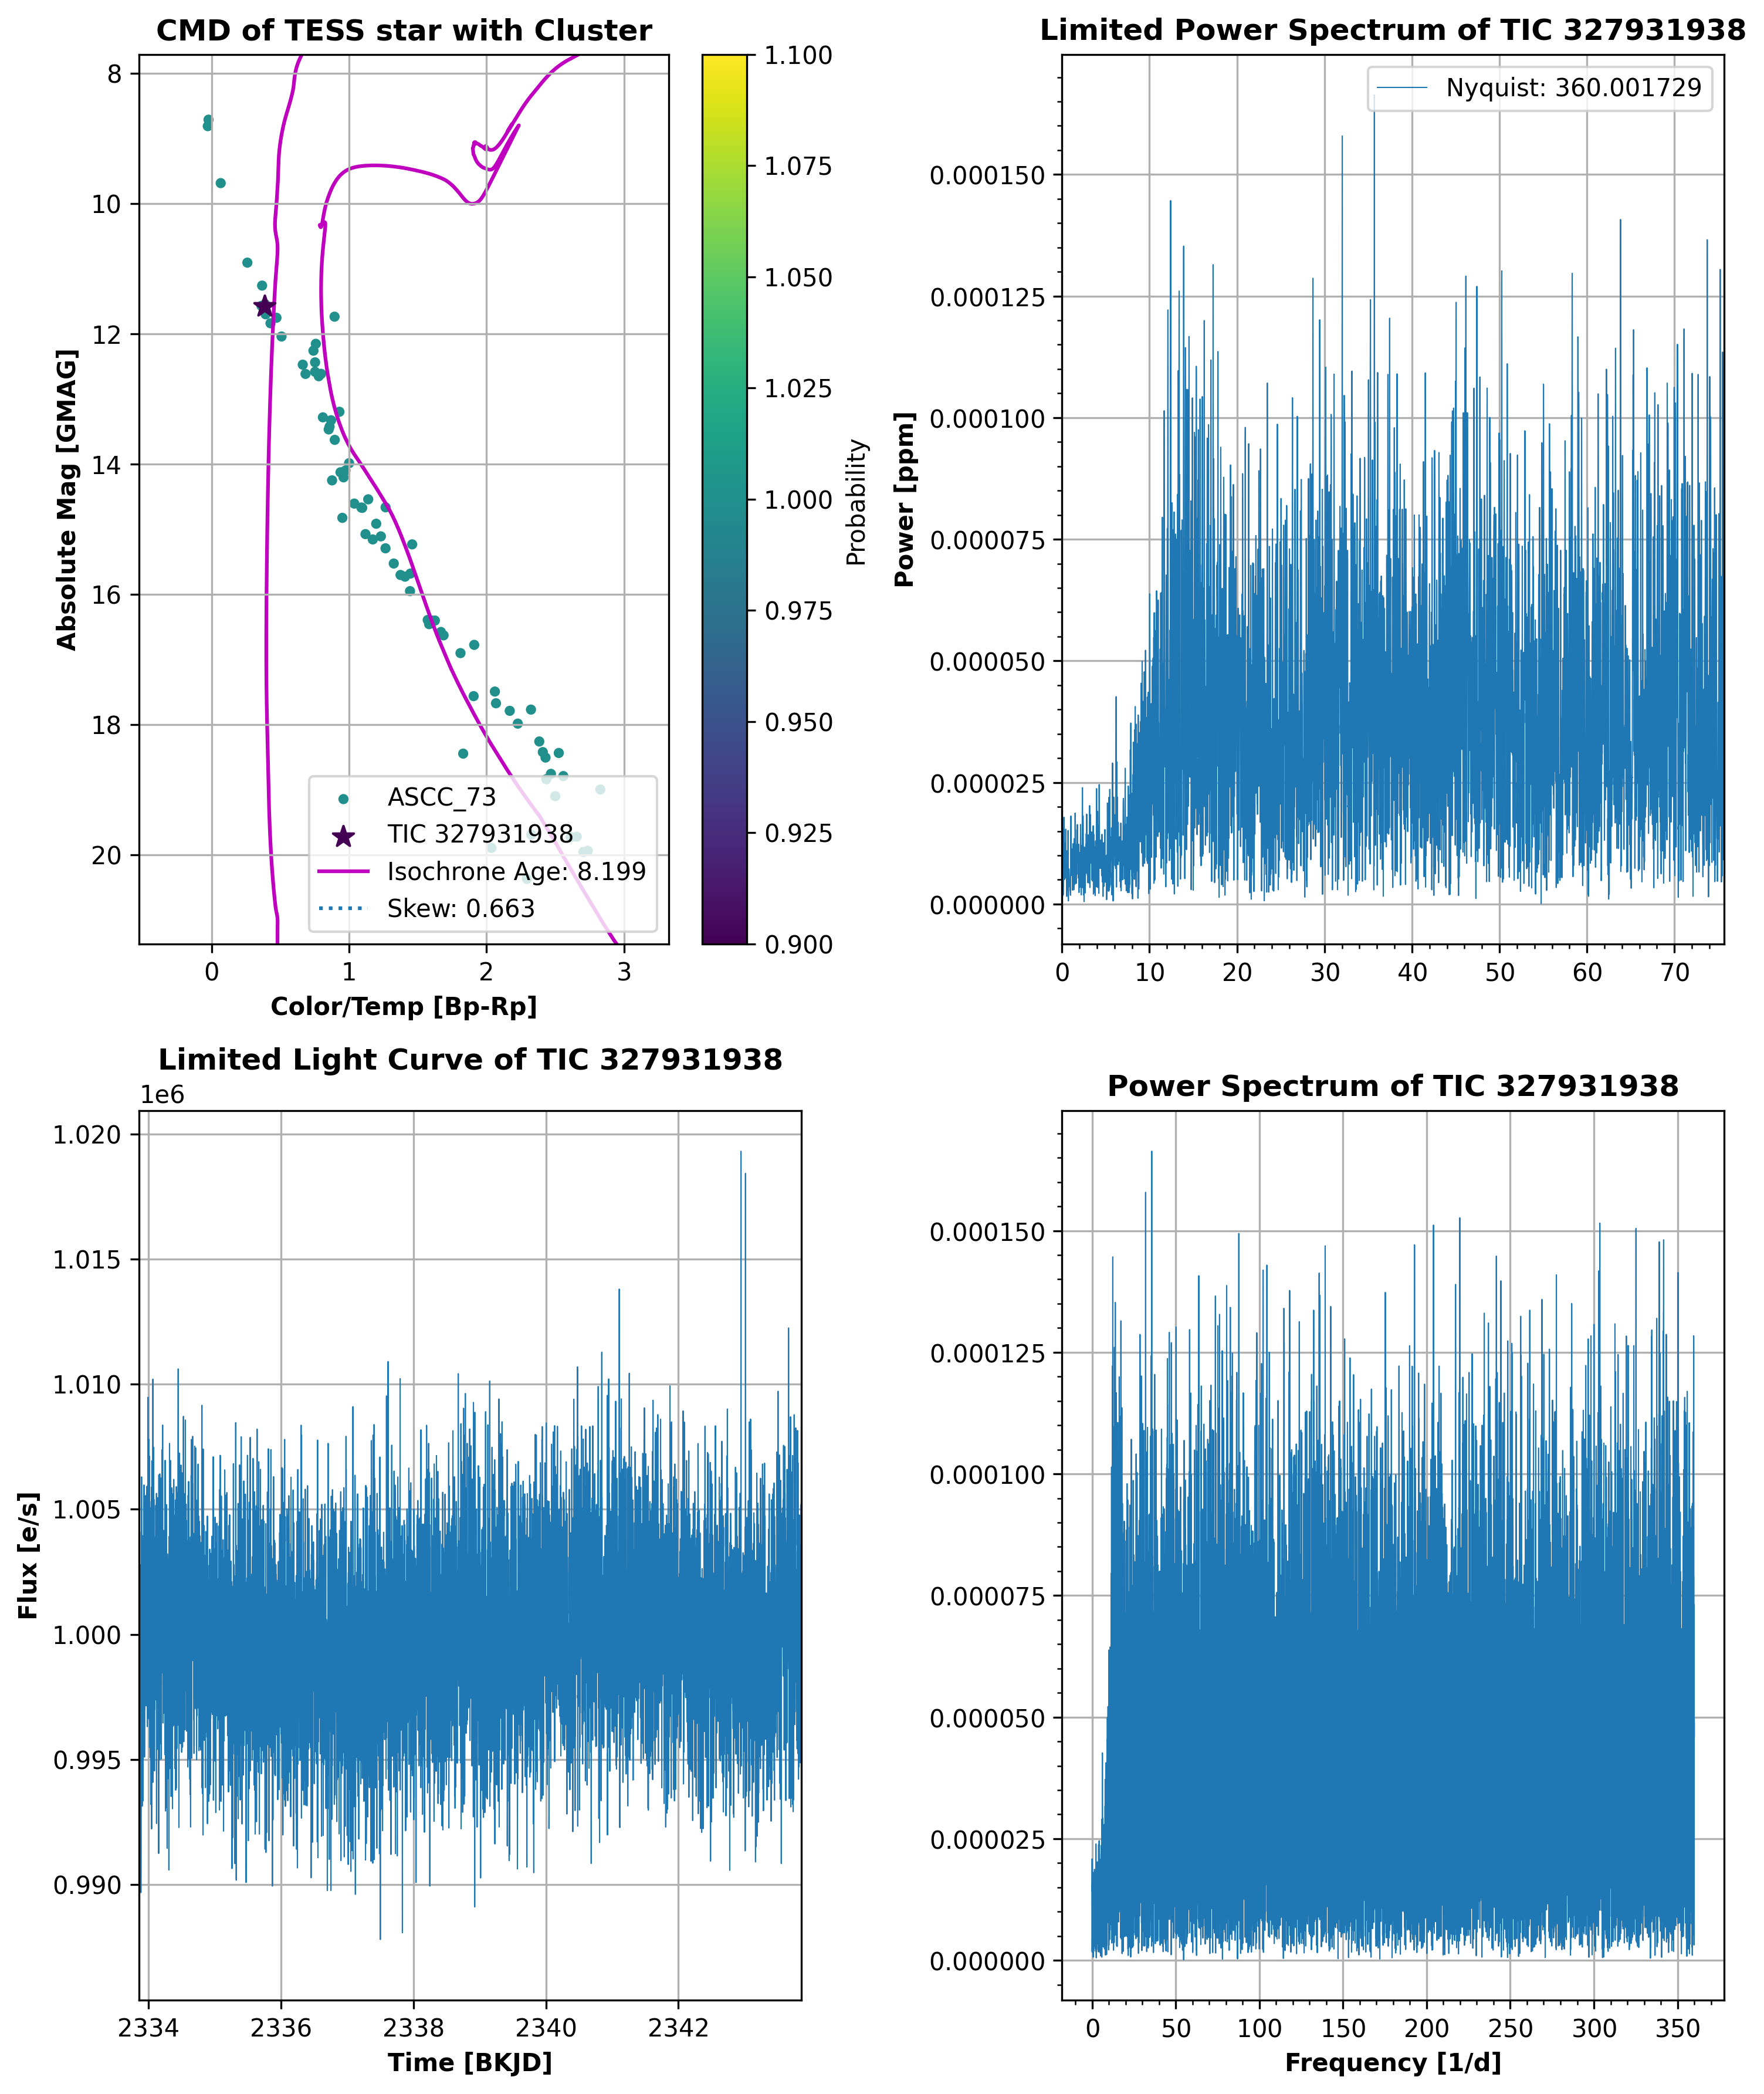 CMD of TESS star with Cluster
8
10
12
14
16
18
20
Absolute Mag [GMAG]
0 1 2 3
Color/Temp [Bp-Rp]
ASCC_73
TIC 327931938
Isochrone Age: 8.199
Skew: 0.663
1.100
1.075
1.050
1.025
1.000
0.975
0.950
0.925
0.900
Probability
Limited Power Spectrum of TIC 327931938
Nyquist: 360.001729
0.000150
0.000125
0.000100
0.000075
0.000050
0.000025
0.000000
Power [ppm]
0 10 20 30 40 50 60 70
Limited Light Curve of TIC 327931938
1e6
1.020
1.015
1.010
1.005
1.000
0.995
0.990
Flux [e/s]
2334 2336 2338 2340 2342
Time [BKJD]
Power Spectrum of TIC 327931938
0.000150
0.000125
0.000100
0.000075
0.000050
0.000025
0.000000
0 50 100 150 200 250 300 350
Frequency [1/d]